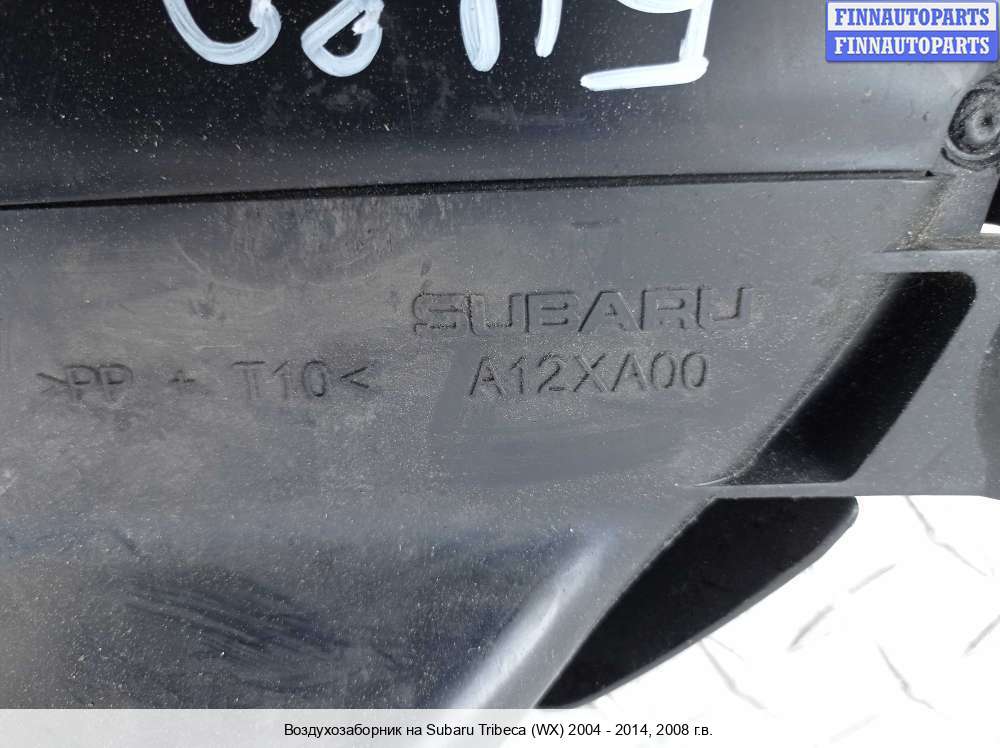 FINNAUTOPARTS
FINNAUTOPARTS
SUBARU
>PP + T10< A12XA00
Воздухозаборник на Subaru Tribeca (WX) 2004 - 2014, 2008 г.в.